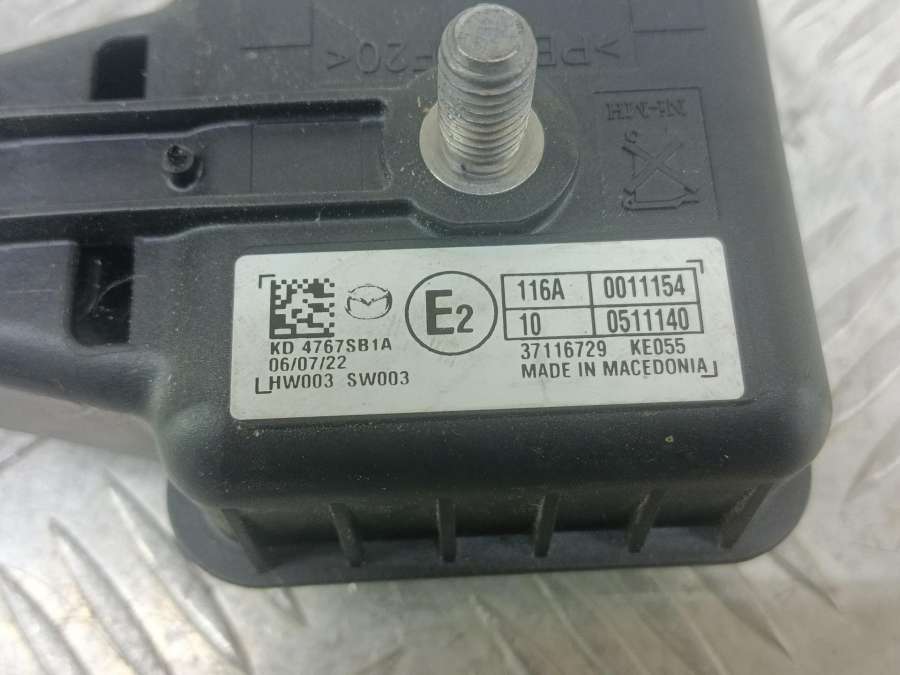 F20<
Ni-MH
E2
116A 0011154
10 0511140
KD 4767SB1A
06/07/22
HW003 SW003
37116729 KE055
MADE IN MACEDONIA